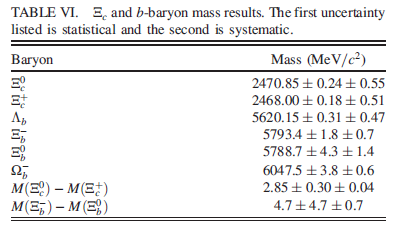 TABLE VI. Ξc and b-baryon mass results. The first uncertainty
listed is statistical and the second is systematic.
Baryon Mass (MeV/c²)
Ξc⁰ 2470.85 ± 0.24 ± 0.55
Ξc⁺ 2468.00 ± 0.18 ± 0.51
Λb 5620.15 ± 0.31 ± 0.47
Ξb⁻ 5793.4 ± 1.8 ± 0.7
Ξb⁰ 5788.7 ± 4.3 ± 1.4
Ωb⁻ 6047.5 ± 3.8 ± 0.6
M(Ξc⁰) − M(Ξc⁺) 2.85 ± 0.30 ± 0.04
M(Ξb⁻) − M(Ξb⁰) 4.7 ± 4.7 ± 0.7